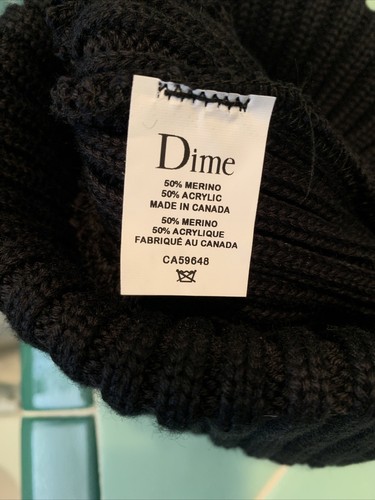 Dime
50% MERINO
50% ACRYLIC
MADE IN CANADA
50% MERINO
50% ACRYLIQUE
FABRIQUÉ AU CANADA
CA59648